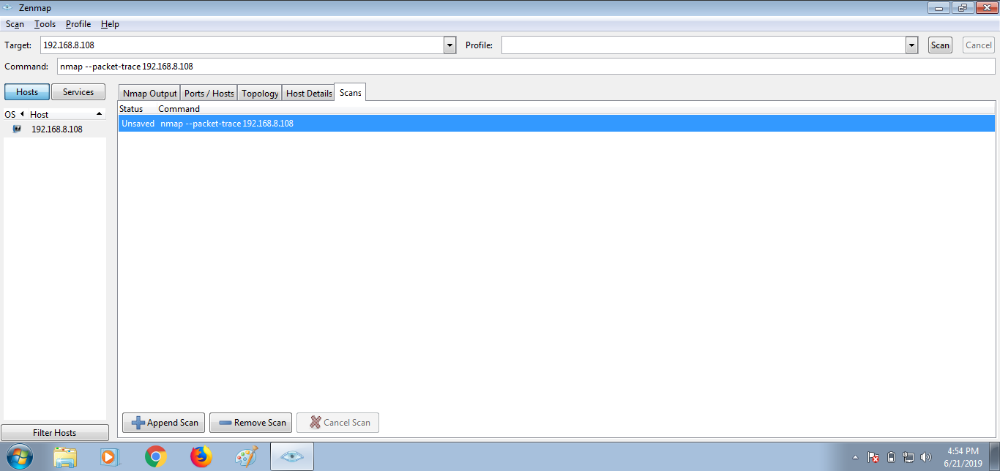 Zenmap
Scan Tools Profile Help
Target: 192.168.8.108 Profile: Scan Cancel
Command: nmap --packet-trace 192.168.8.108
Hosts Services Nmap Output Ports / Hosts Topology Host Details Scans
OS Host Status Command
192.168.8.108 Unsaved nmap --packet-trace 192.168.8.108
Append Scan Remove Scan Cancel Scan
Filter Hosts
4:54 PM
6/21/2019